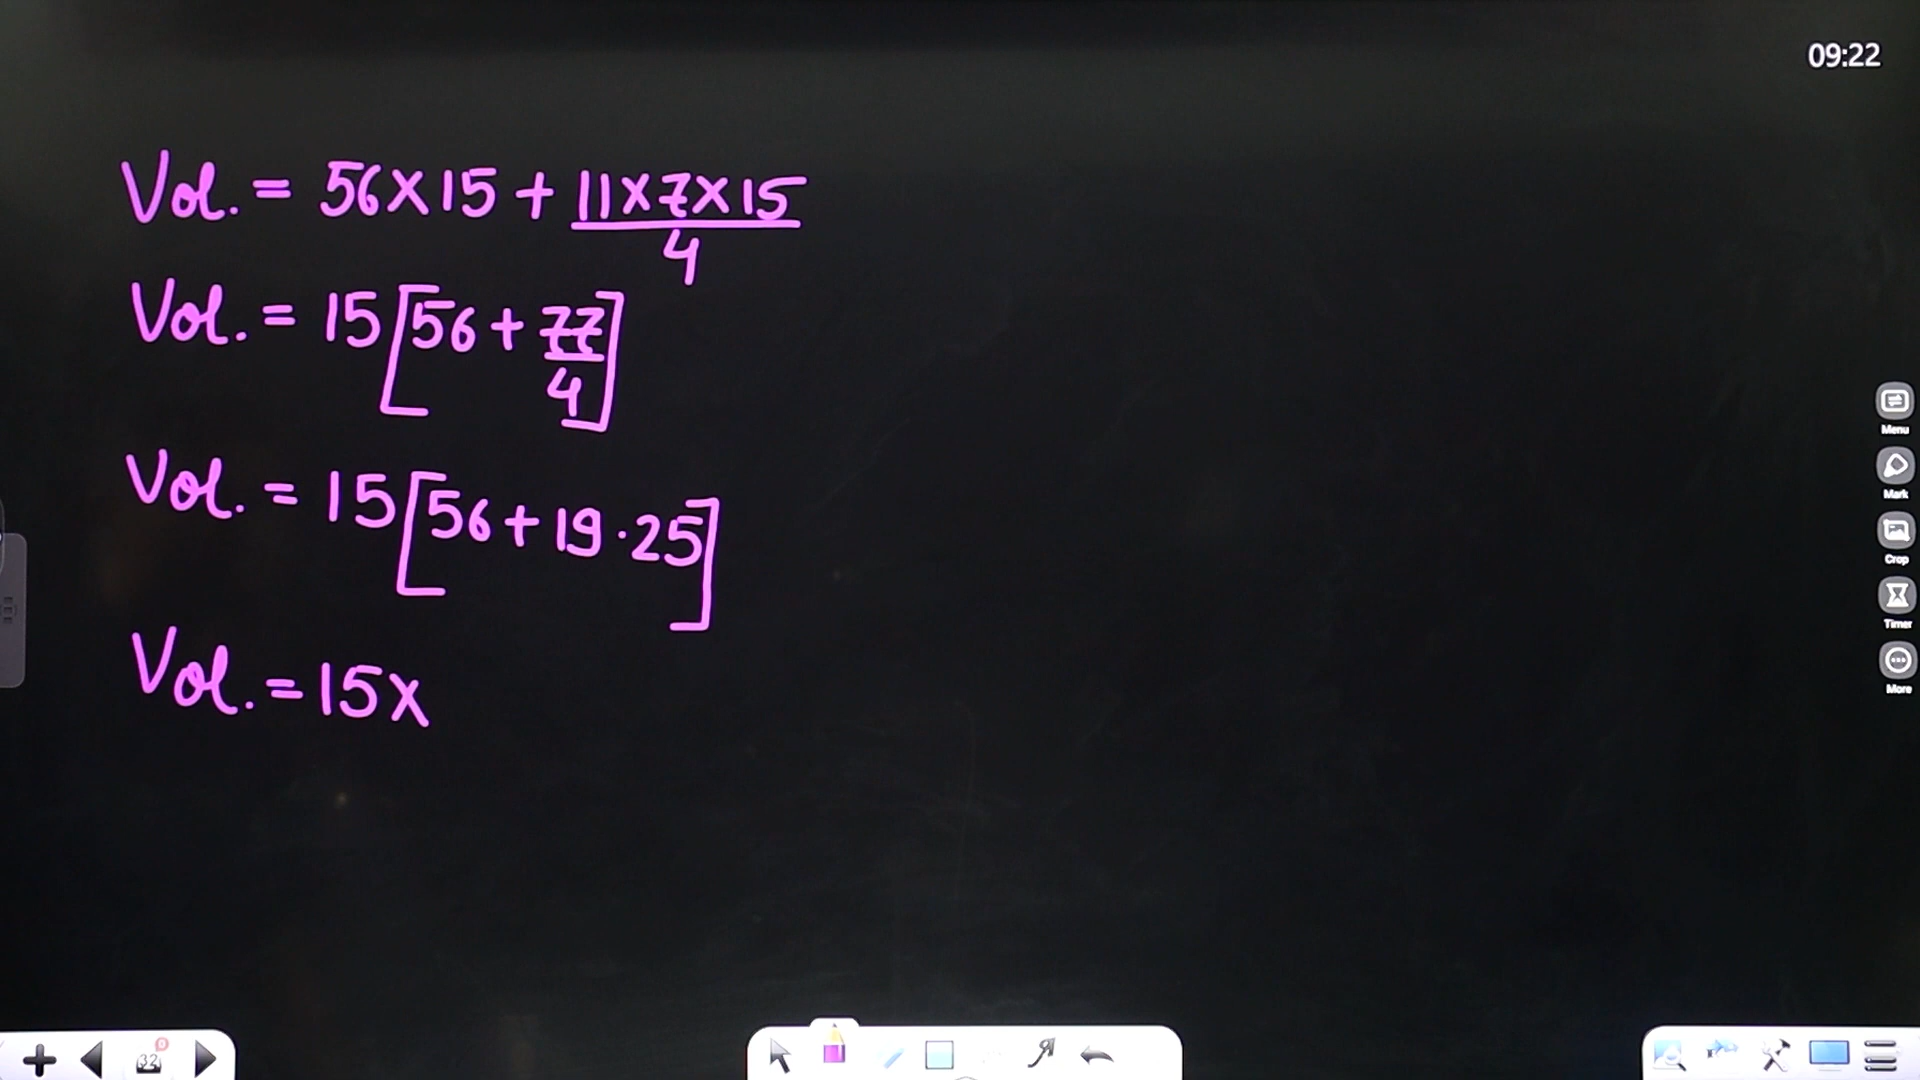 09:22
Vol. = 56×15 + 11×7×15/4
Vol. = 15[56 + 77/4]
Vol. = 15[56 + 19.25]
Vol. = 15×
Menu
Mark
Crop
Timer
More
32
0